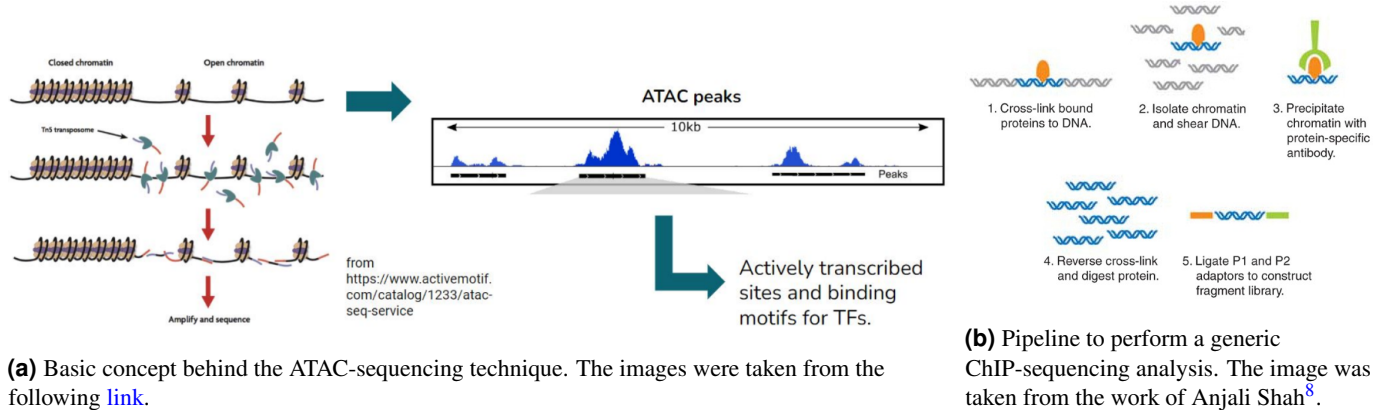 Closed chromatin
Open chromatin
Tn5 transposome
Amplify and sequence
from
https://www.activemotif.
com/catalog/1233/atac-
seq-service
ATAC peaks
10kb
Peaks
Actively transcribed
sites and binding
motifs for TFs.
(a) Basic concept behind the ATAC-sequencing technique. The images were taken from the
following link.
1. Cross-link bound
proteins to DNA.
2. Isolate chromatin
and shear DNA.
3. Precipitate
chromatin with
protein-specific
antibody.
4. Reverse cross-link
and digest protein.
5. Ligate P1 and P2
adaptors to construct
fragment library.
(b) Pipeline to perform a generic
ChIP-sequencing analysis. The image was
taken from the work of Anjali Shah8.